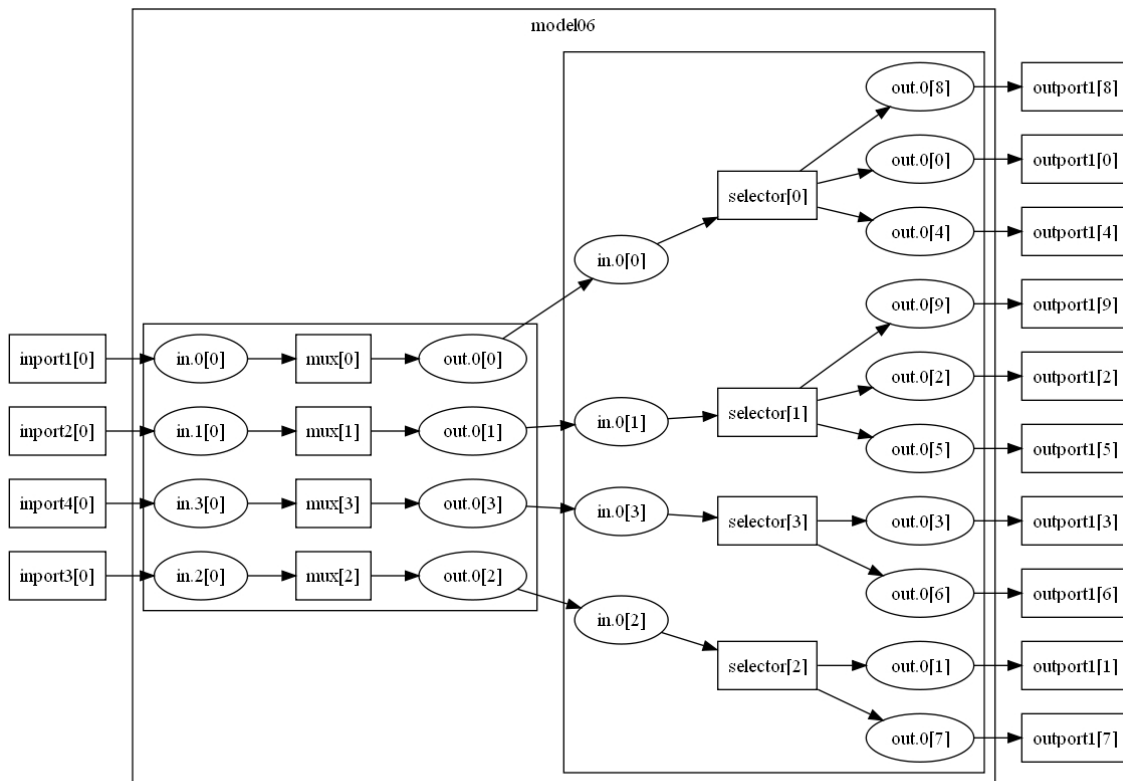 model06
out.0[8]
outport1[8]
out.0[0]
outport1[0]
selector[0]
out.0[4]
outport1[4]
in.0[0]
out.0[9]
outport1[9]
inport1[0]
in.0[0]
mux[0]
out.0[0]
out.0[2]
outport1[2]
selector[1]
in.0[1]
inport2[0]
in.1[0]
mux[1]
out.0[1]
out.0[5]
outport1[5]
inport4[0]
in.3[0]
mux[3]
out.0[3]
in.0[3]
selector[3]
out.0[3]
outport1[3]
inport3[0]
in.2[0]
mux[2]
out.0[2]
out.0[6]
outport1[6]
in.0[2]
selector[2]
out.0[1]
outport1[1]
out.0[7]
outport1[7]